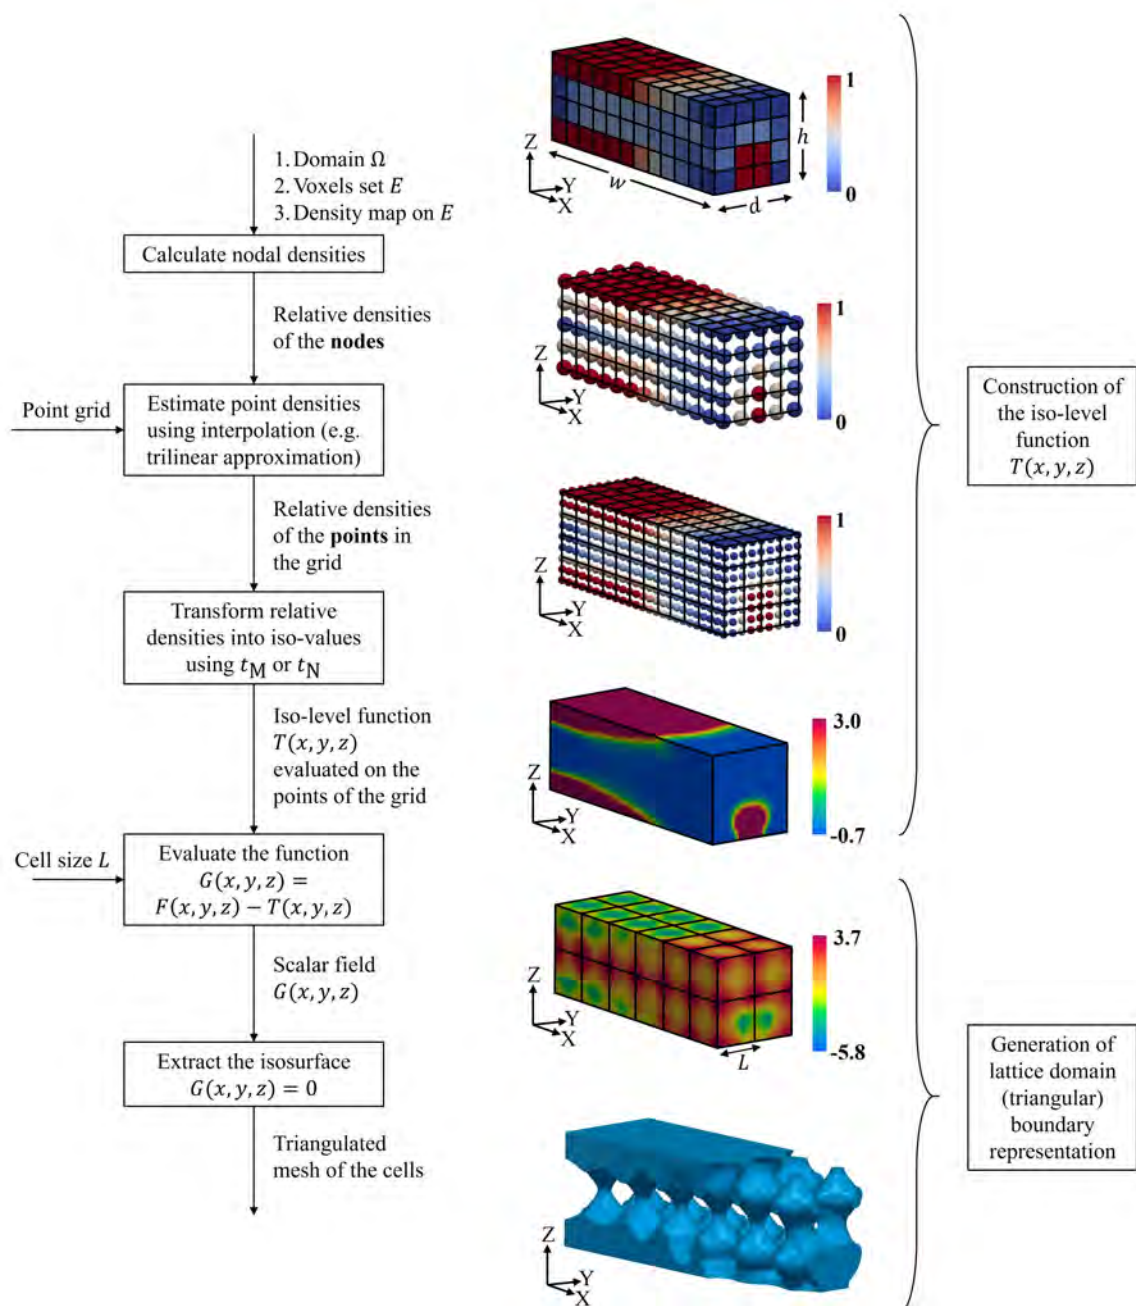 1. Domain Ω
2. Voxels set E
3. Density map on E
Calculate nodal densities
Relative densities
of the nodes
Point grid
Estimate point densities
using interpolation (e.g.
trilinear approximation)
Relative densities
of the points in
the grid
Transform relative
densities into iso-values
using t_M or t_N
Iso-level function
T(x, y, z)
evaluated on the
points of the grid
Cell size L
Evaluate the function
G(x, y, z) =
F(x, y, z) − T(x, y, z)
Scalar field
G(x, y, z)
Extract the isosurface
G(x, y, z) = 0
Triangulated
mesh of the cells
Z
Y
X
w
d
h
1
0
Z
Y
X
1
0
Z
Y
X
1
0
Z
Y
X
3.0
-0.7
Z
Y
X
L
3.7
-5.8
Z
Y
X
Construction of
the iso-level
function
T(x, y, z)
Generation of
lattice domain
(triangular)
boundary
representation